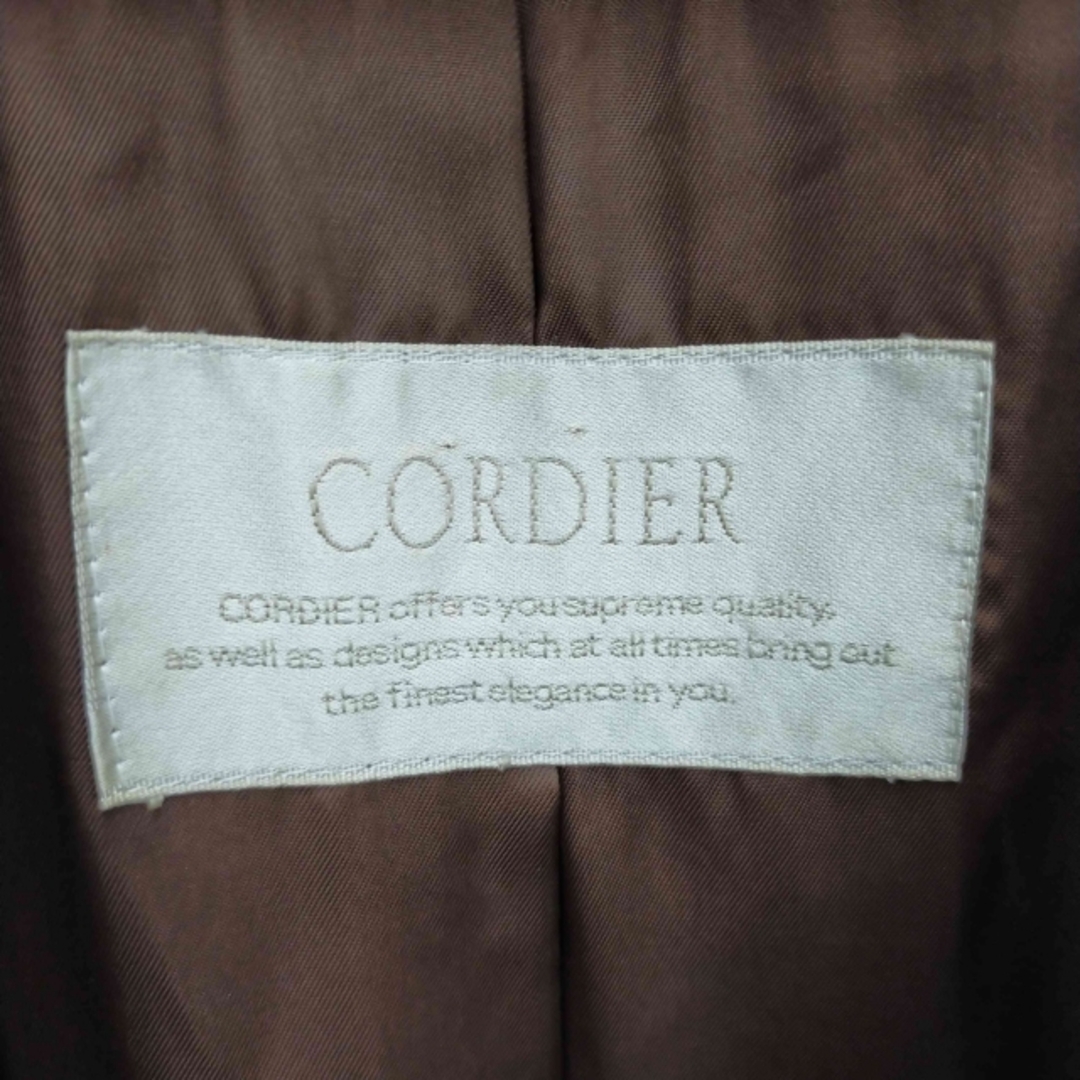 CORDIER
CORDIER offers you supreme quality,
as well as designs which at all times bring out
the finest elegance in you.